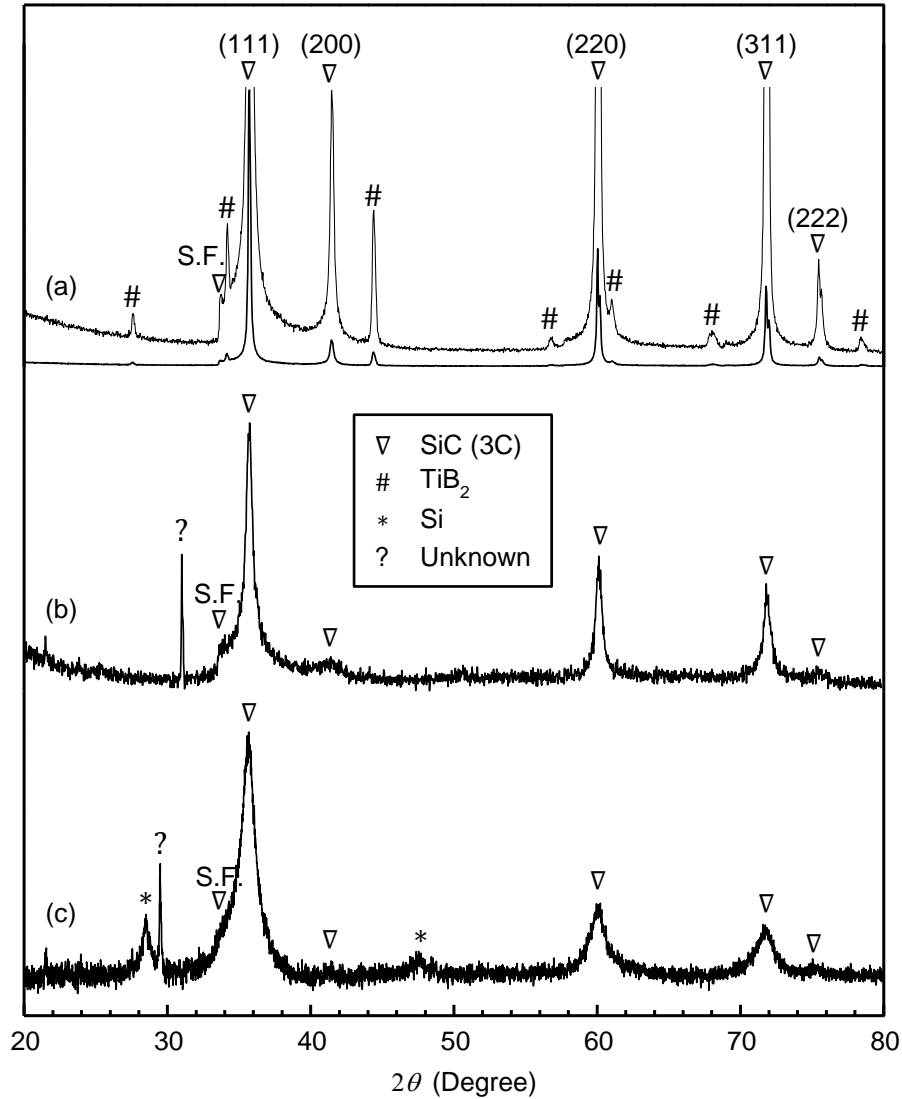 (111) (200) (220) (311)
# # (222)
S.F.
(a) # # # # #
∇ SiC (3C)
# TiB₂
* Si
? Unknown
?
S.F.
(b)
?
S.F.
* *
(c)
20 30 40 50 60 70 80
2θ (Degree)